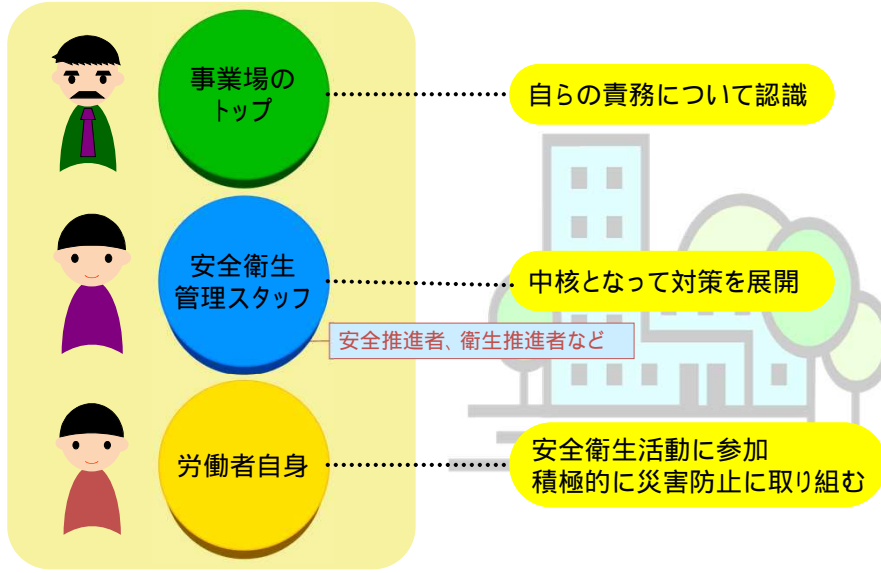 事業場の
トップ
自らの責務について認識
安全衛生
管理スタッフ
中核となって対策を展開
安全推進者、衛生推進者など
労働者自身
安全衛生活動に参加
積極的に災害防止に取り組む